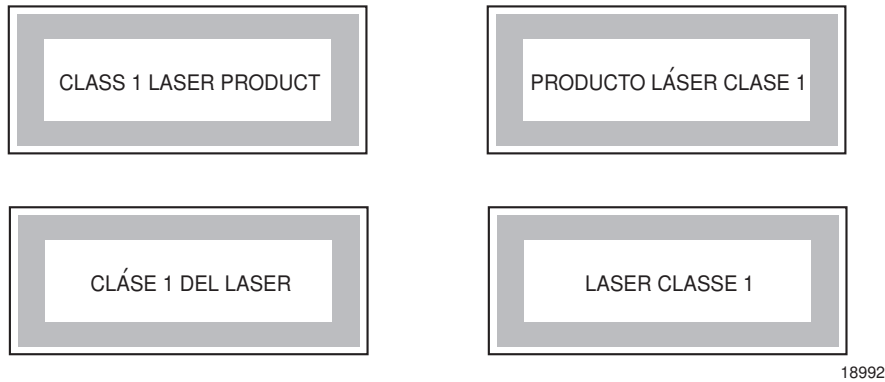 CLASS 1 LASER PRODUCT
PRODUCTO LÁSER CLASE 1
CLÁSE 1 DEL LASER
LASER CLASSE 1
18992